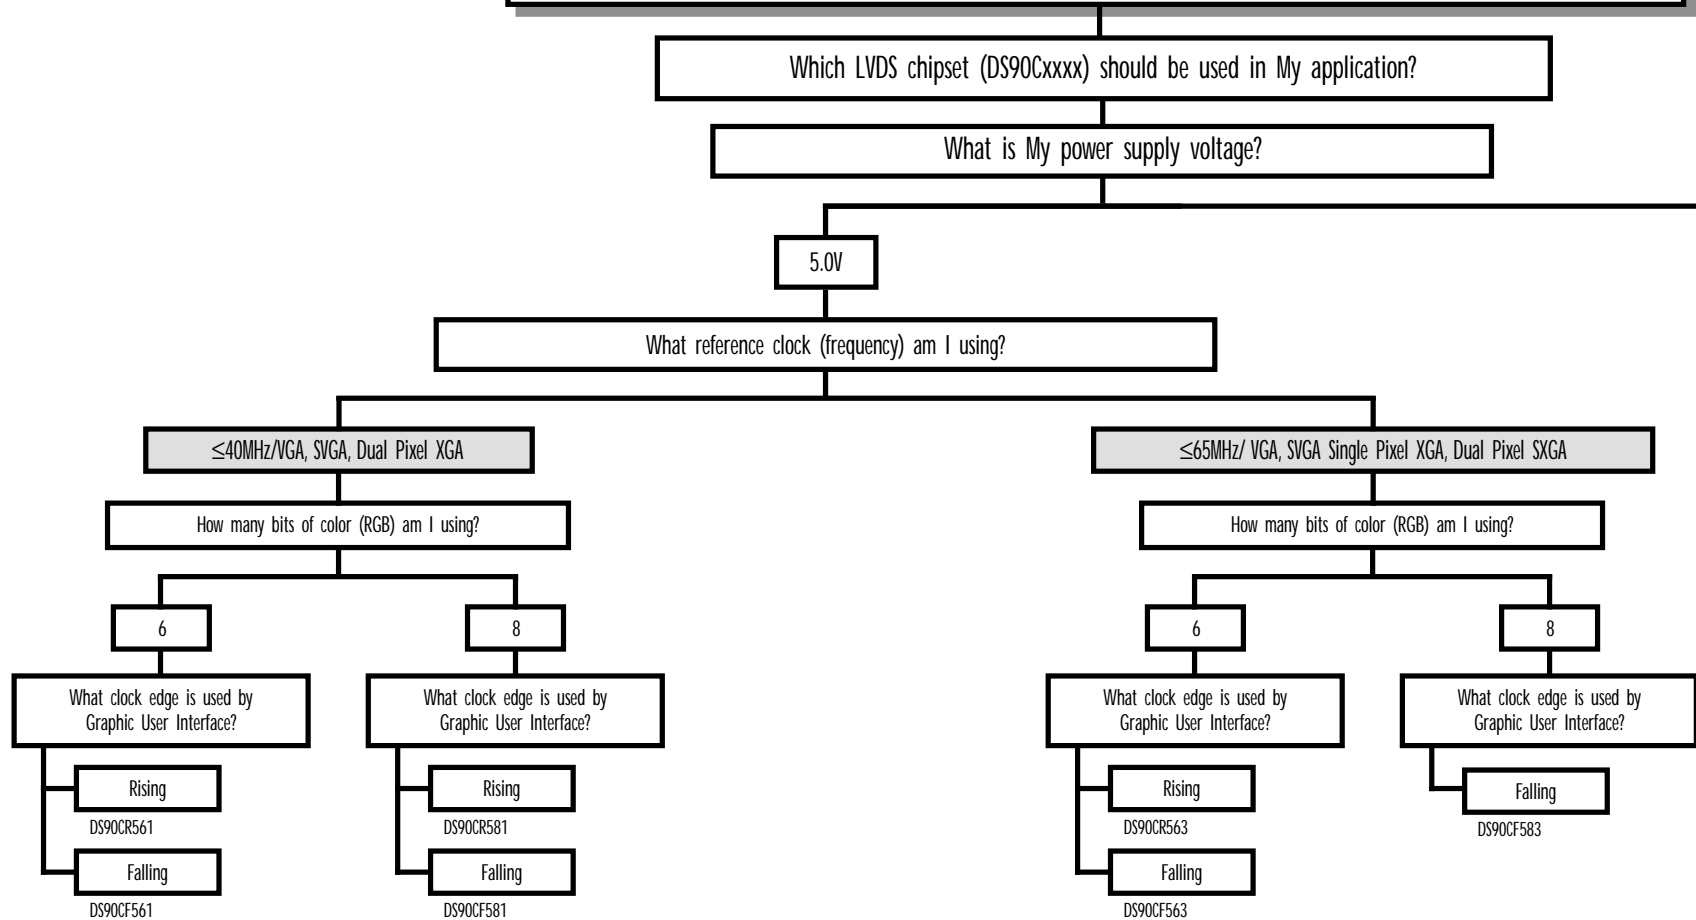 Which LVDS chipset (DS90Cxxxx) should be used in My application?
What is My power supply voltage?
5.0V
What reference clock (frequency) am I using?
≤40MHz/VGA, SVGA, Dual Pixel XGA
≤65MHz/ VGA, SVGA Single Pixel XGA, Dual Pixel SXGA
How many bits of color (RGB) am I using?
How many bits of color (RGB) am I using?
6
8
6
8
What clock edge is used by
Graphic User Interface?
What clock edge is used by
Graphic User Interface?
What clock edge is used by
Graphic User Interface?
What clock edge is used by
Graphic User Interface?
Rising
DS90CR561
Falling
DS90CF561
Rising
DS90CR581
Falling
DS90CF581
Rising
DS90CR563
Falling
DS90CF563
Falling
DS90CF583